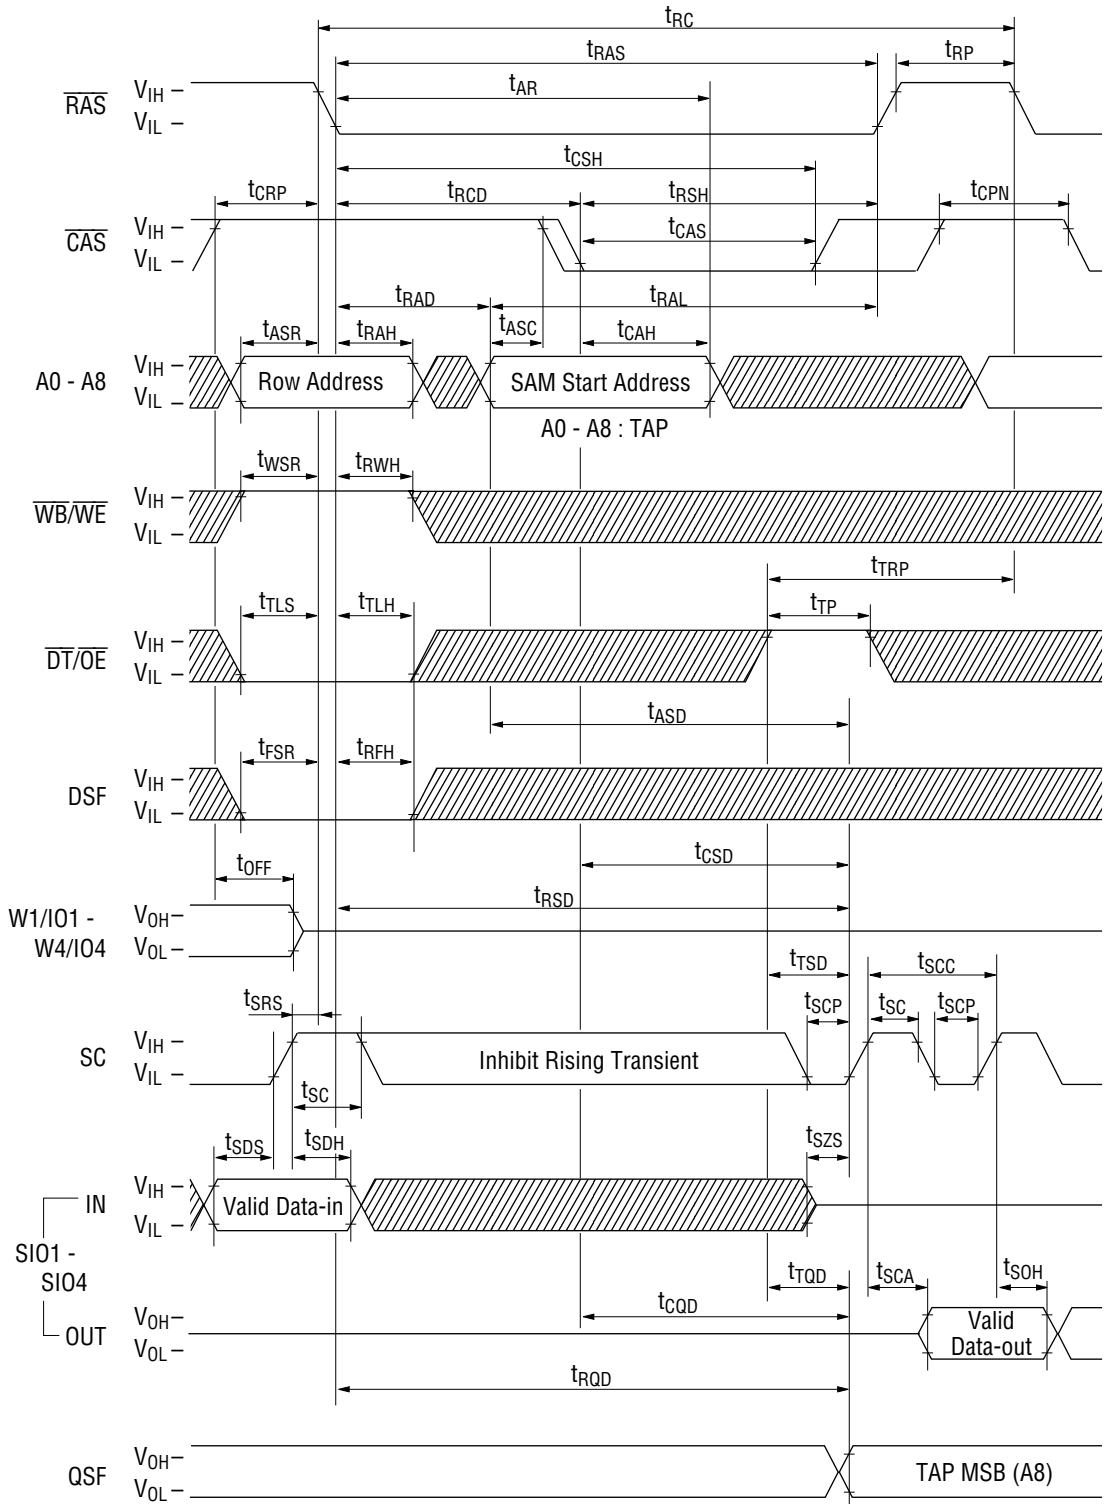 tRC
tRAS
tRP
tAR
RAS VIH
VIL
tCSH
tCRP
tRCD
tRSH
tCPN
CAS VIH
VIL
tCAS
tRAD
tRAL
tASR
tRAH
tASC
tCAH
A0 - A8 VIH
VIL
Row Address
SAM Start Address
A0 - A8 : TAP
tWSR
tRWH
WB/WE VIH
VIL
tTRP
tTLS
tTLH
tTP
DT/OE VIH
VIL
tASD
tFSR
tRFH
DSF VIH
VIL
tCSD
tOFF
tRSD
W1/IO1 -
W4/IO4
VOH
VOL
tTSD
tSCC
tSRS
tSCP
tSC
tSCP
SC VIH
VIL
Inhibit Rising Transient
tSC
tSDS
tSDH
tSZS
IN VIH
VIL
Valid Data-in
SIO1 -
SIO4
tTQD
tSCA
tSOH
tCQD
OUT VOH
VOL
Valid
Data-out
tRQD
QSF VOH
VOL
TAP MSB (A8)